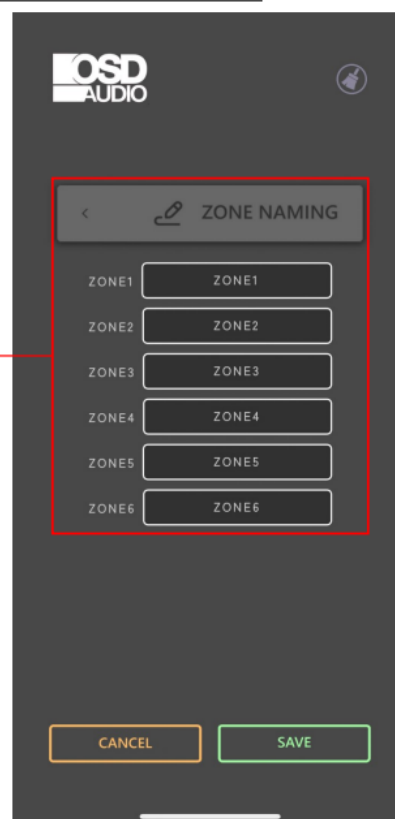 OSD
AUDIO
< ZONE NAMING
ZONE1 ZONE1
ZONE2 ZONE2
ZONE3 ZONE3
ZONE4 ZONE4
ZONE5 ZONE5
ZONE6 ZONE6
CANCEL SAVE